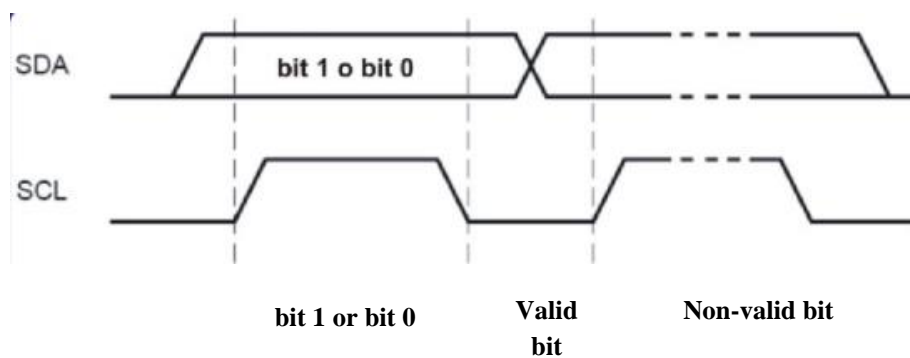 SDA
bit 1 o bit 0
SCL
bit 1 or bit 0
Valid
bit
Non-valid bit